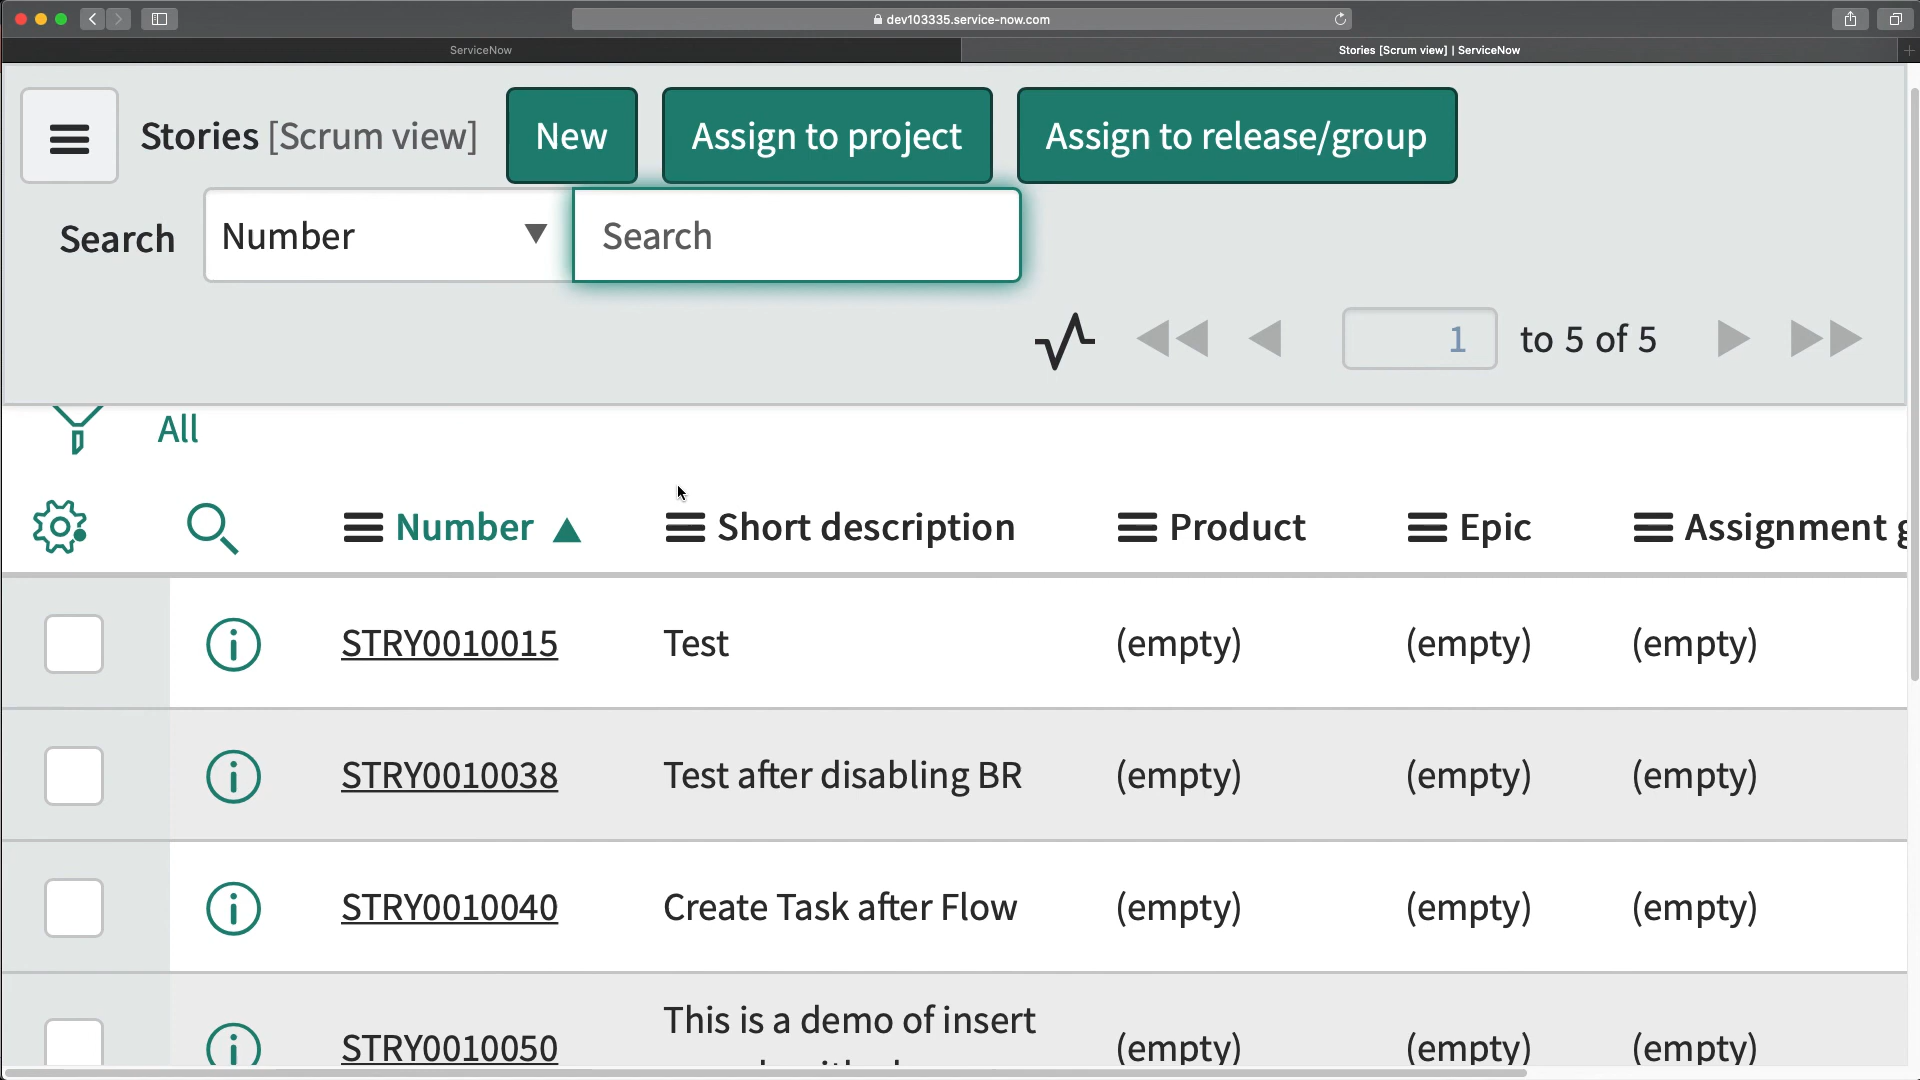 dev103335.service-now.com
ServiceNow
Stories [Scrum view] | ServiceNow
Stories [Scrum view]
New
Assign to project
Assign to release/group
Search
Number
Search
1 to 5 of 5
All
Number
Short description
Product
Epic
Assignment g
STRY0010015 Test (empty) (empty) (empty)
STRY0010038 Test after disabling BR (empty) (empty) (empty)
STRY0010040 Create Task after Flow (empty) (empty) (empty)
STRY0010050 This is a demo of insert (empty) (empty) (empty)